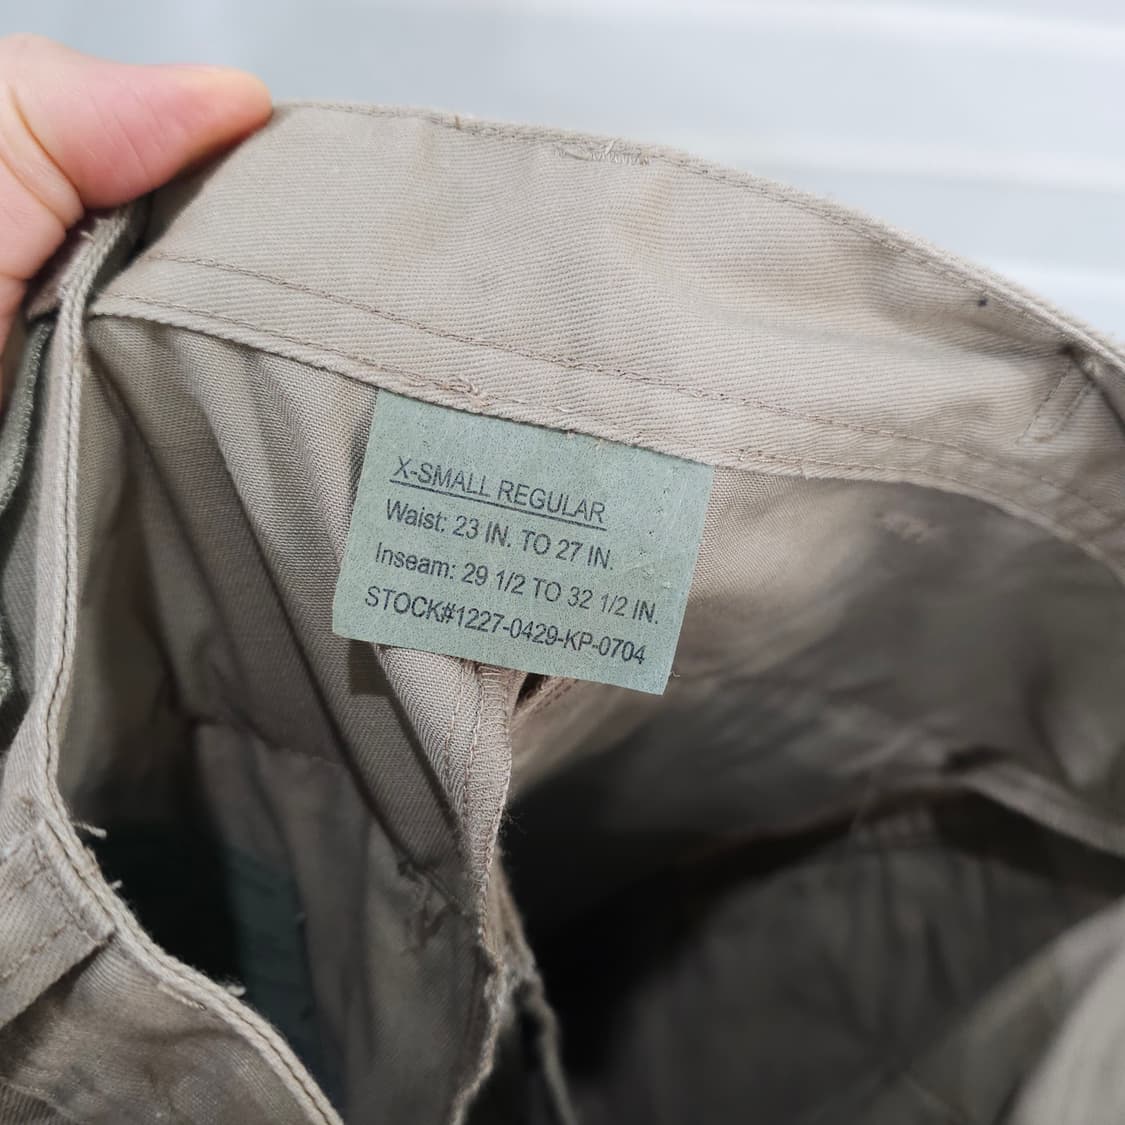 X-SMALL REGULAR
Waist: 23 IN. TO 27 IN.
Inseam: 29 1/2 TO 32 1/2 IN.
STOCK#1227-0429-KP-0704